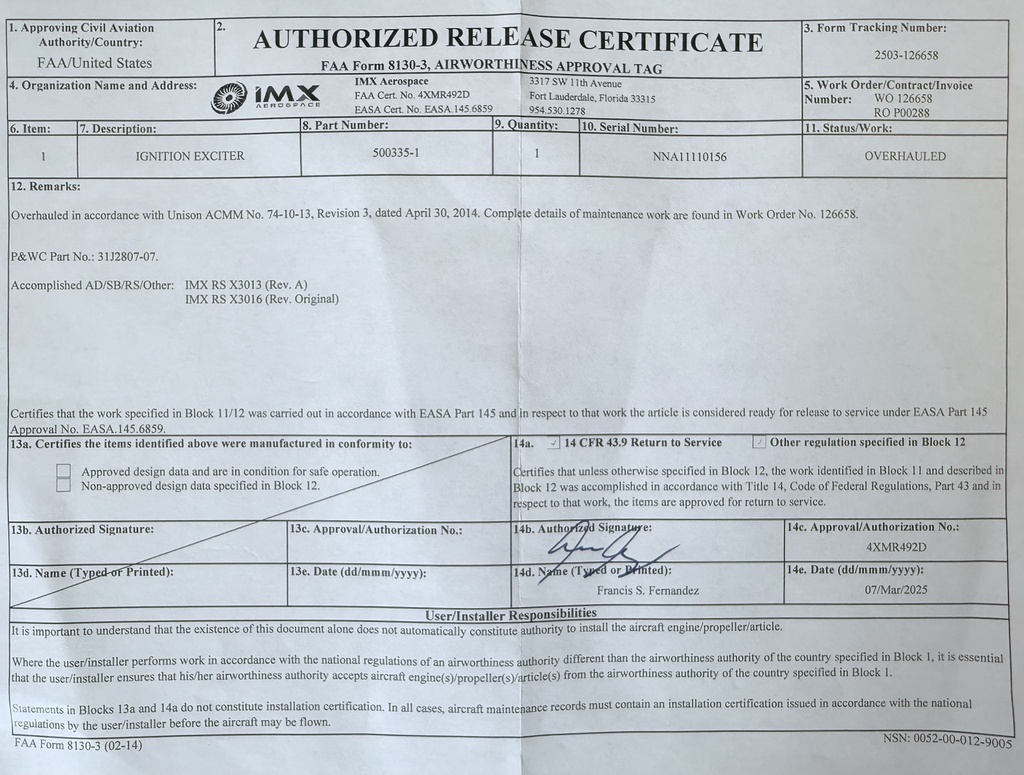 1. Approving Civil Aviation
Authority/Country:
FAA/United States
2.
AUTHORIZED RELEASE CERTIFICATE
FAA Form 8130-3, AIRWORTHINESS APPROVAL TAG
3. Form Tracking Number:
2503-126658
4. Organization Name and Address:
IMX
AEROSPACE
IMX Aerospace
FAA Cert. No. 4XMR492D
EASA Cert. No. EASA.145.6859
3317 SW 11th Avenue
Fort Lauderdale, Florida 33315
954.530.1278
5. Work Order/Contract/Invoice
Number: WO 126658
RO P00288
6. Item:
7. Description:
8. Part Number:
9. Quantity:
10. Serial Number:
11. Status/Work:
1
IGNITION EXCITER
500335-1
1
NNA11110156
OVERHAULED
12. Remarks:
Overhauled in accordance with Unison ACMM No. 74-10-13, Revision 3, dated April 30, 2014. Complete details of maintenance work are found in Work Order No. 126658.
P&WC Part No.: 31J2807-07.
Accomplished AD/SB/RS/Other: IMX RS X3013 (Rev. A)
IMX RS X3016 (Rev. Original)
Certifies that the work specified in Block 11/12 was carried out in accordance with EASA Part 145 and in respect to that work the article is considered ready for release to service under EASA Part 145
Approval No. EASA.145.6859.
13a. Certifies the items identified above were manufactured in conformity to:
Approved design data and are in condition for safe operation.
Non-approved design data specified in Block 12.
14a. 14 CFR 43.9 Return to Service Other regulation specified in Block 12
Certifies that unless otherwise specified in Block 12, the work identified in Block 11 and described in
Block 12 was accomplished in accordance with Title 14, Code of Federal Regulations, Part 43 and in
respect to that work, the items are approved for return to service.
13b. Authorized Signature:
13c. Approval/Authorization No.:
14b. Authorized Signature:
14c. Approval/Authorization No.:
4XMR492D
13d. Name (Typed or Printed):
13e. Date (dd/mmm/yyyy):
14d. Name (Typed or Printed):
Francis S. Fernandez
14e. Date (dd/mmm/yyyy):
07/Mar/2025
User/Installer Responsibilities
It is important to understand that the existence of this document alone does not automatically constitute authority to install the aircraft engine/propeller/article.
Where the user/installer performs work in accordance with the national regulations of an airworthiness authority different than the airworthiness authority of the country specified in Block 1, it is essential
that the user/installer ensures that his/her airworthiness authority accepts aircraft engine(s)/propeller(s)/article(s) from the airworthiness authority of the country specified in Block 1.
Statements in Blocks 13a and 14a do not constitute installation certification. In all cases, aircraft maintenance records must contain an installation certification issued in accordance with the national
regulations by the user/installer before the aircraft may be flown.
FAA Form 8130-3 (02-14)
NSN: 0052-00-012-9005